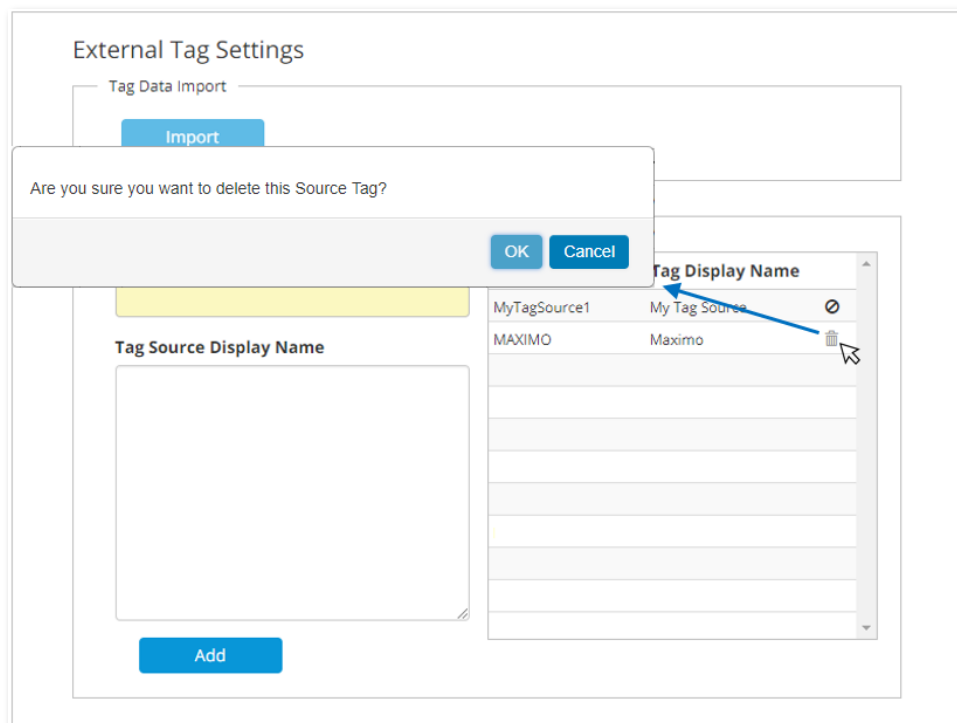 External Tag Settings
Tag Data Import
Import
Are you sure you want to delete this Source Tag?
OK Cancel
Tag Display Name
MyTagSource1 My Tag Source
MAXIMO Maximo
Tag Source Display Name
Add